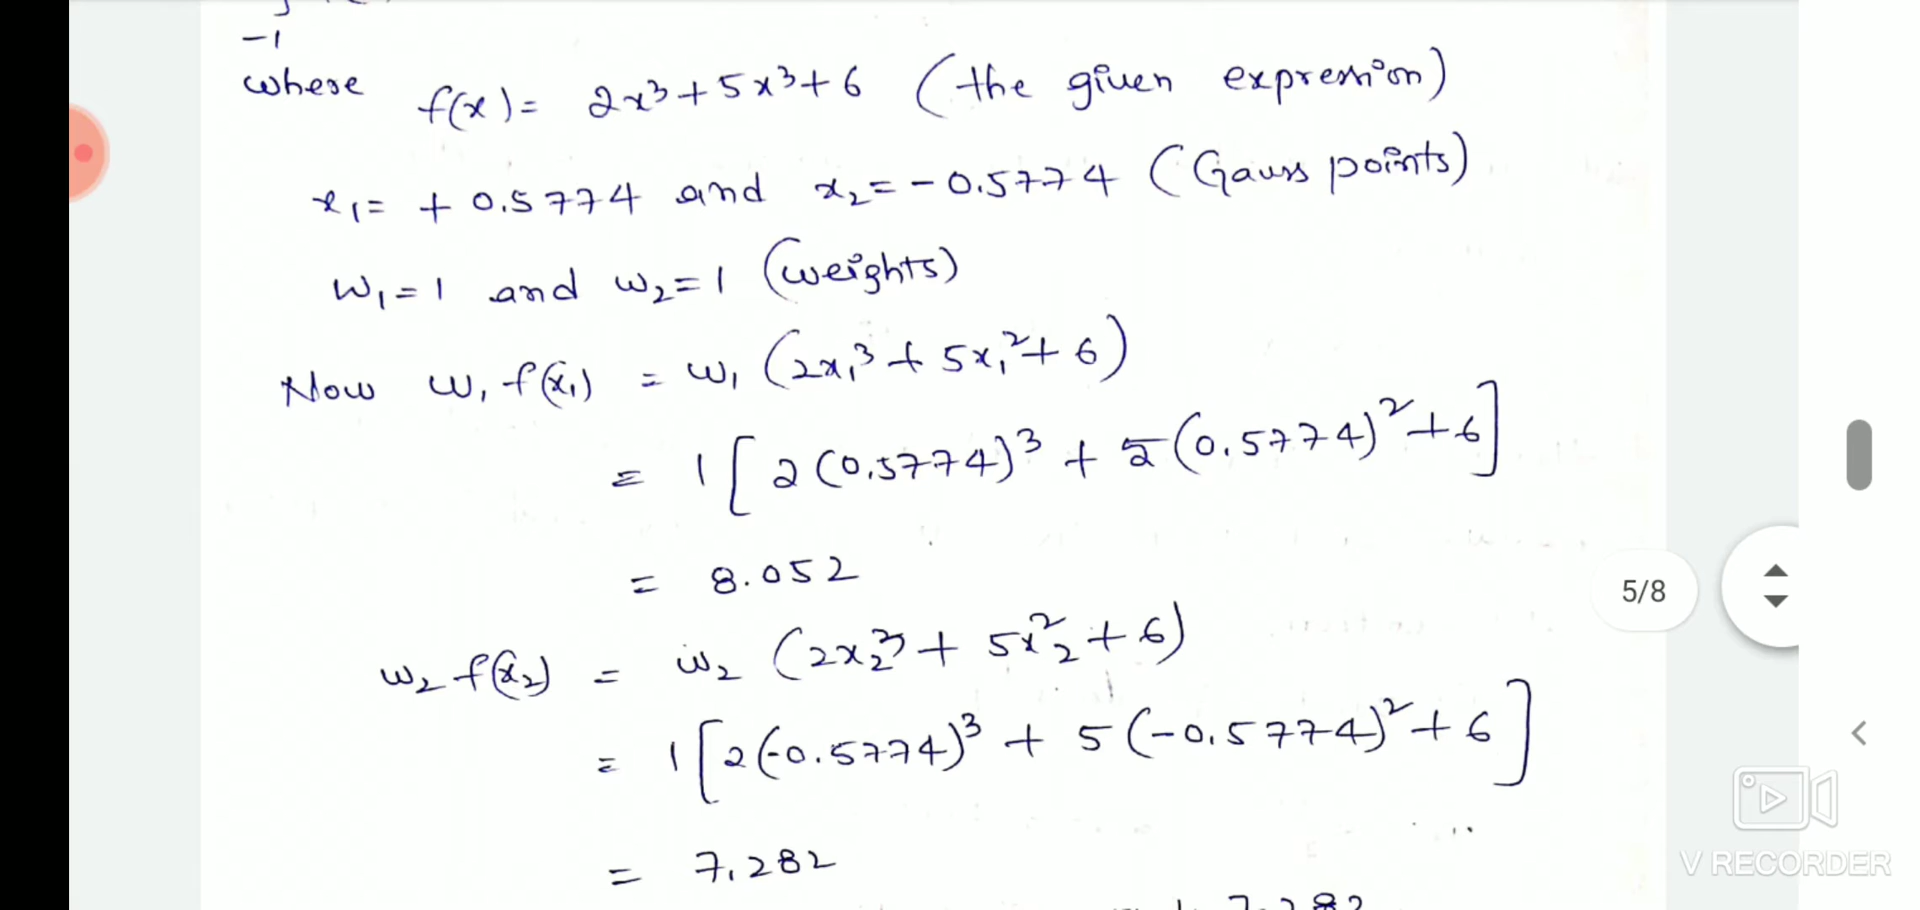 -1
where f(x) = 2x³ + 5x³ + 6 (the given expression)
x₁ = + 0.5774 and x₂ = - 0.5774 (Gauss points)
W₁ = 1 and W₂ = 1 (weights)
Now W₁ f(x₁) = W₁ (2x₁³ + 5x₁² + 6)
= 1 [2 (0.5774)³ + 5 (0.5774)² + 6]
= 8.052
5/8
W₂ f(x₂) = W₂ (2x₂³ + 5x₂² + 6)
= 1 [2 (-0.5774)³ + 5 (-0.5774)² + 6]
= 7.282
V RECORDER